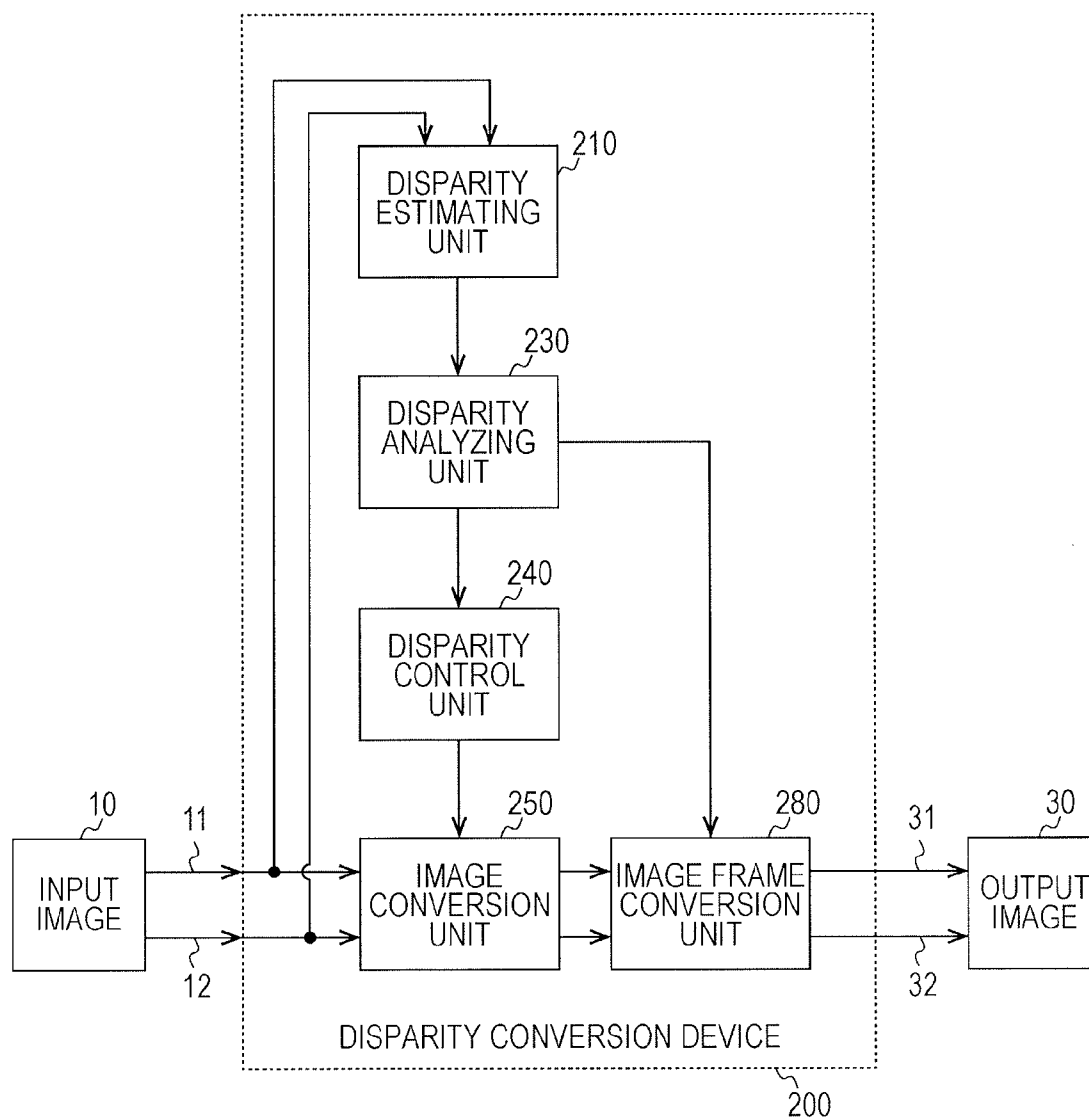 210
DISPARITY
ESTIMATING
UNIT
230
DISPARITY
ANALYZING
UNIT
240
DISPARITY
CONTROL
UNIT
10
11
250
280
31
30
INPUT
IMAGE
IMAGE
CONVERSION
UNIT
IMAGE FRAME
CONVERSION
UNIT
OUTPUT
IMAGE
12
32
DISPARITY CONVERSION DEVICE
200